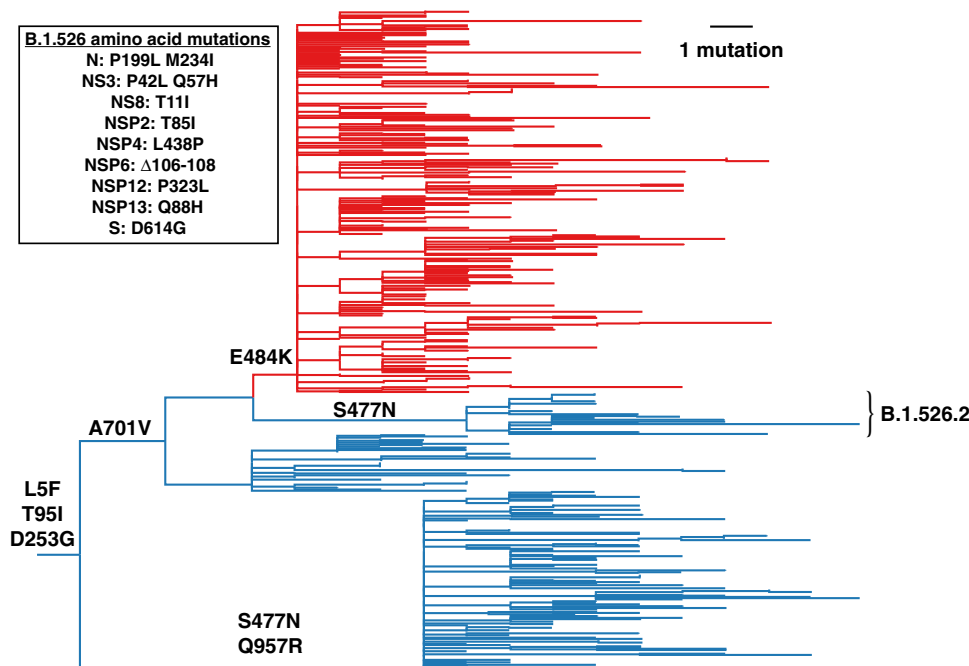 B.1.526 amino acid mutations
N: P199L M234I
NS3: P42L Q57H
NS8: T11I
NSP2: T85I
NSP4: L438P
NSP6: Δ106-108
NSP12: P323L
NSP13: Q88H
S: D614G
1 mutation
E484K
S477N
B.1.526.2
A701V
L5F
T95I
D253G
S477N
Q957R